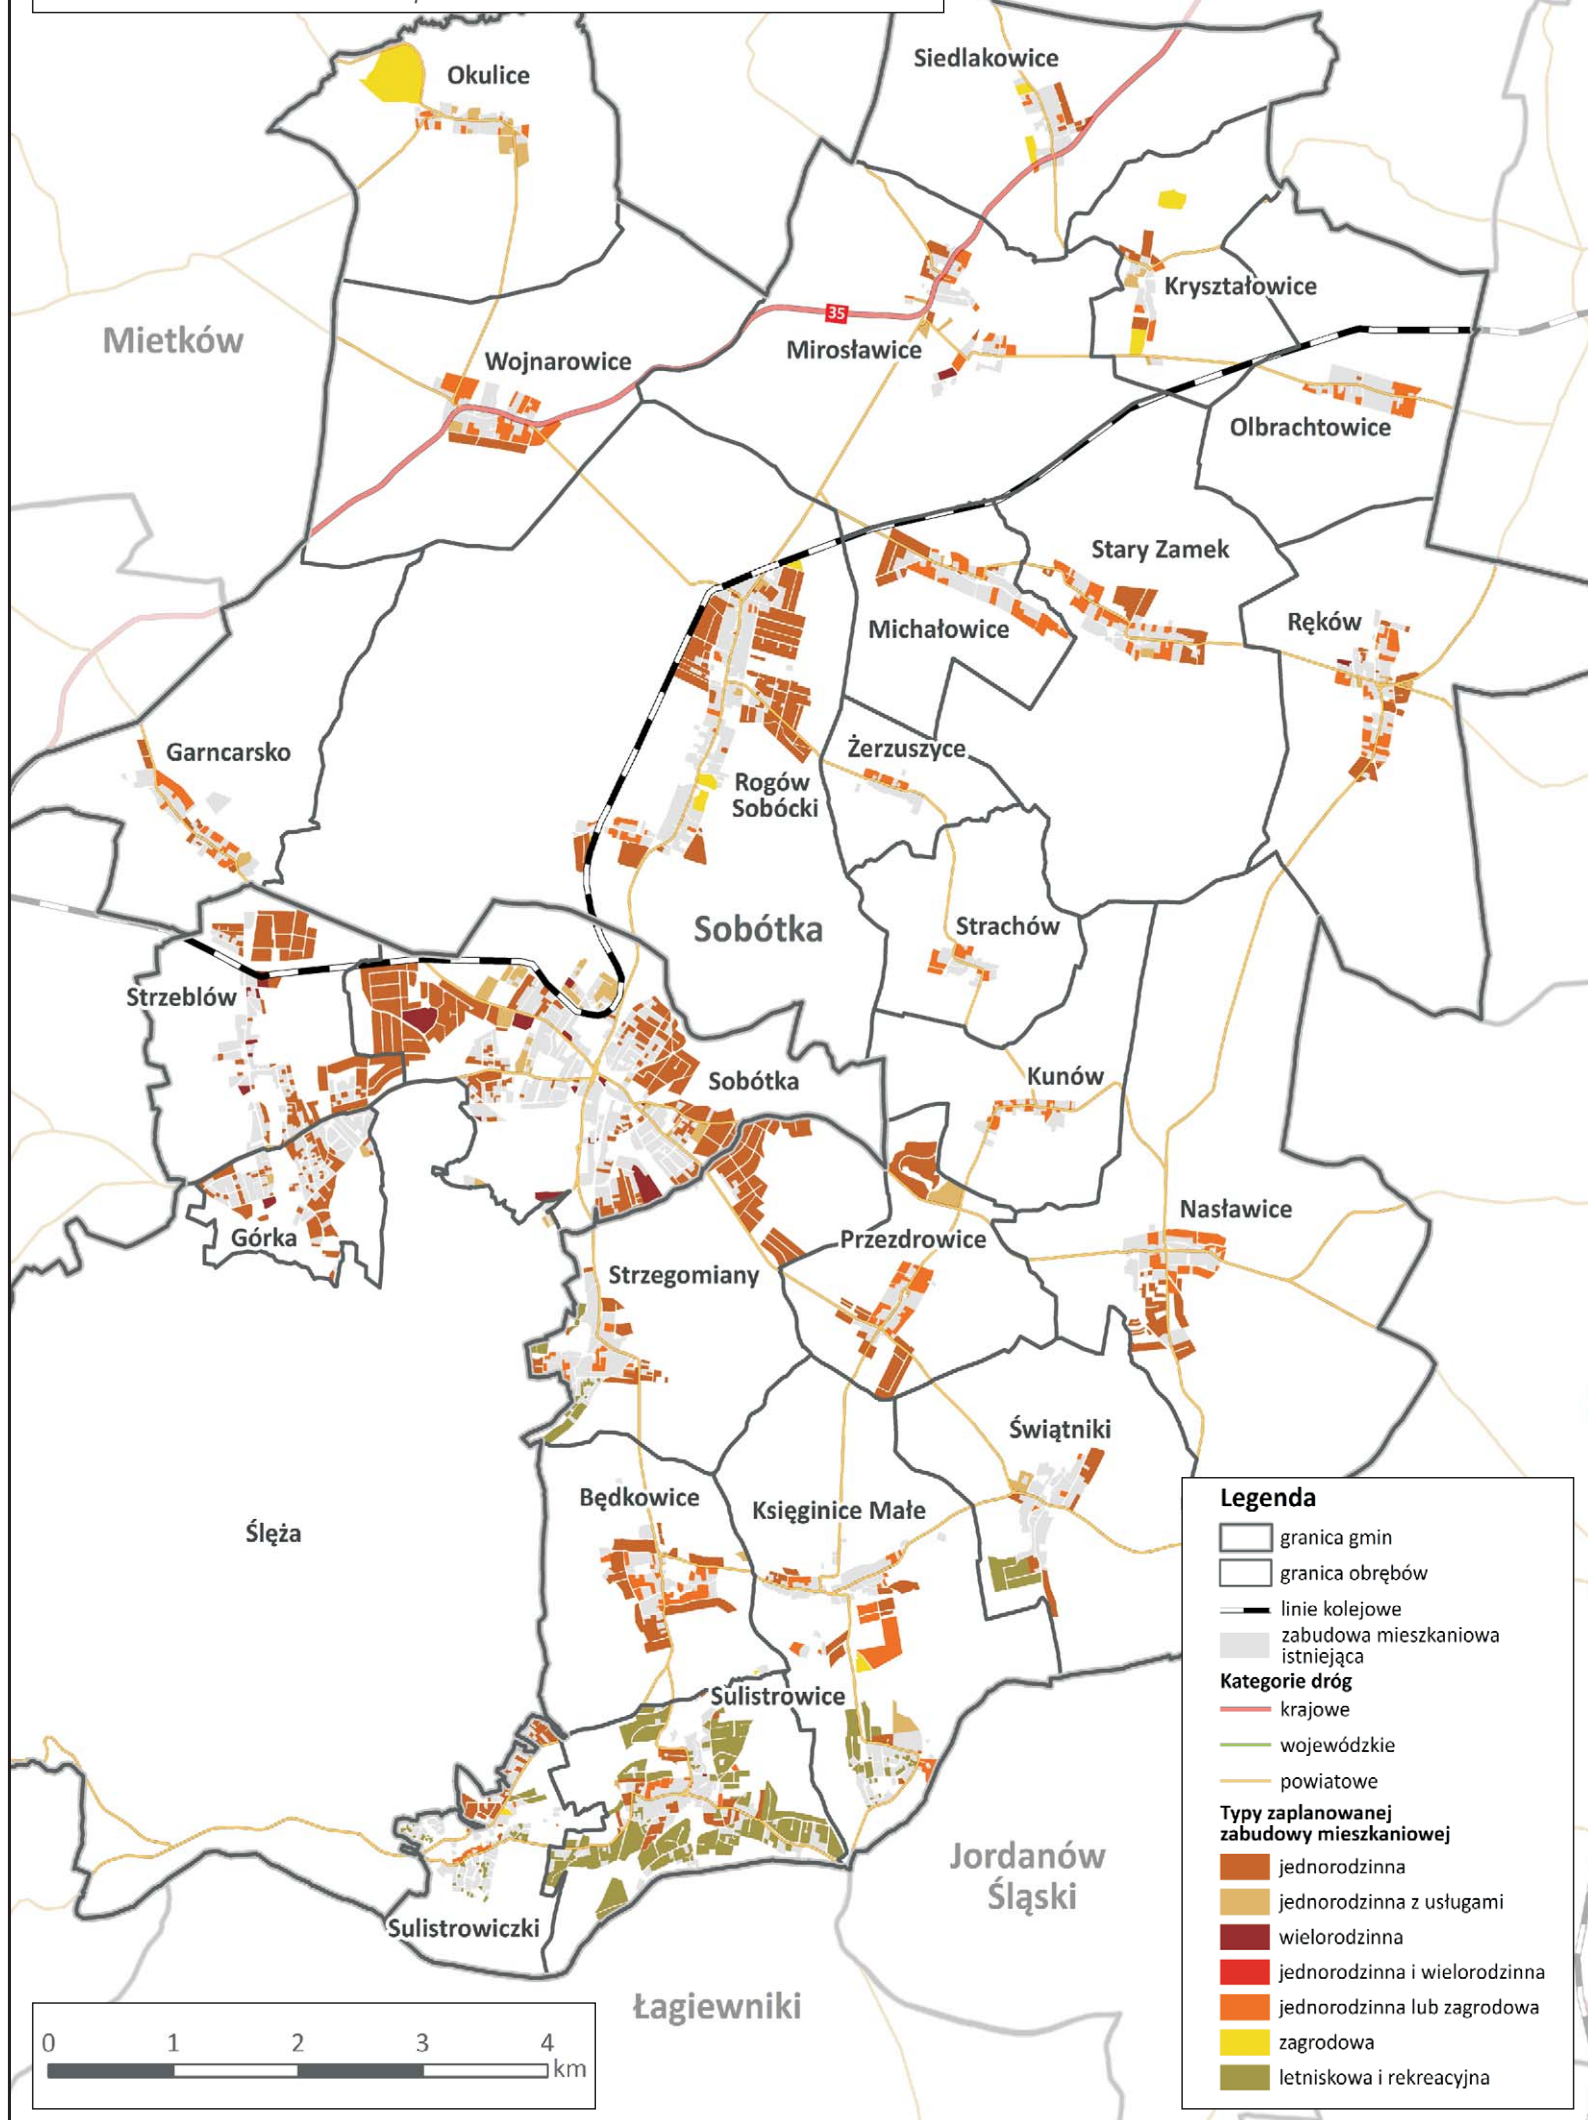 Okulice
Siedlakowice
Kryształowice
Mietków
35
Mirosławice
Wojnarowice
Olbrachtowice
Stary Zamek
Michałowice
Ręków
Garncarsko
Żerzuszyce
Rogów
Sobócki
Sobótka
Strachów
Strzeblów
Sobótka
Kunów
Nasławice
Górka
Przezdrowice
Strzegomiany
Świątniki
Będkowice
Księginice Małe
Ślęża
Sulistrowice
Jordanów
Śląski
Sulistrowiczki
Łagiewniki
0 1 2 3 4
km
Legenda
granica gmin
granica obrębów
linie kolejowe
zabudowa mieszkaniowa
istniejąca
Kategorie dróg
krajowe
wojewódzkie
powiatowe
Typy zaplanowanej
zabudowy mieszkaniowej
jednorodzinna
jednorodzinna z usługami
wielorodzinna
jednorodzinna i wielorodzinna
jednorodzinna lub zagrodowa
zagrodowa
letniskowa i rekreacyjna